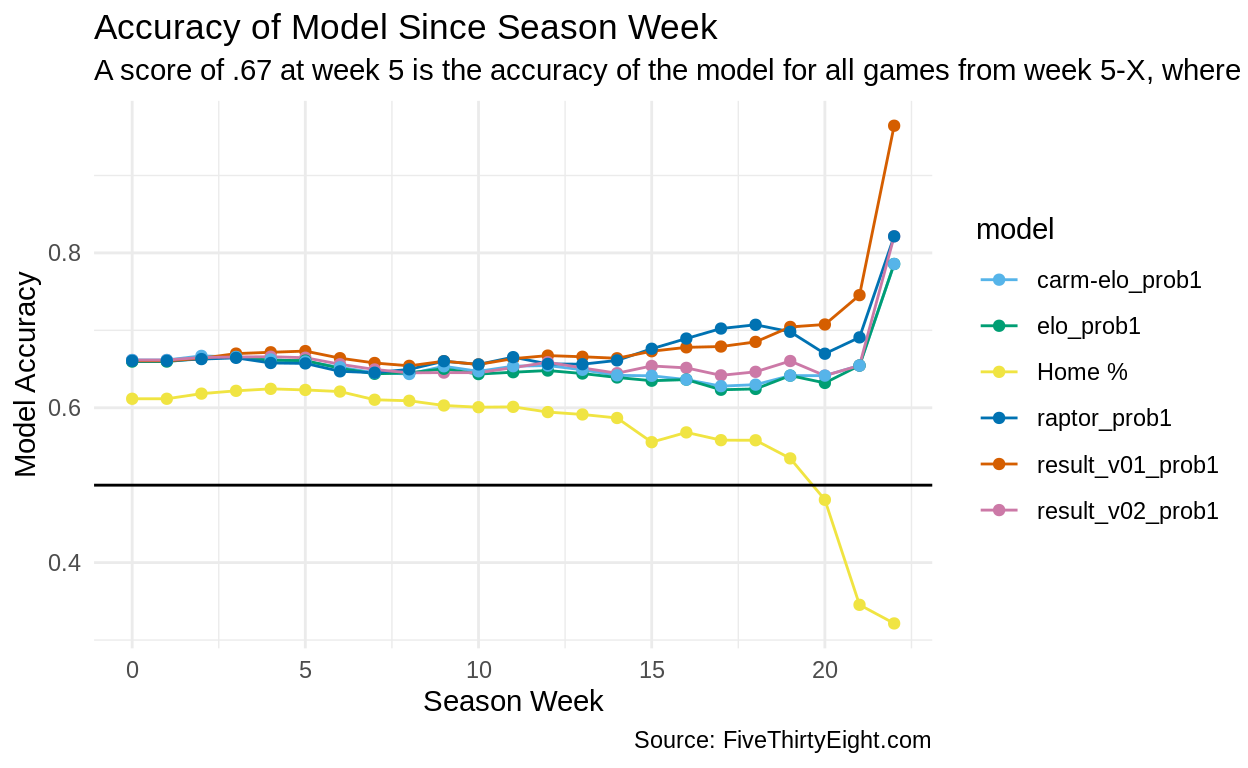 Accuracy of Model Since Season Week
A score of .67 at week 5 is the accuracy of the model for all games from week 5-X, where
model
carm-elo_prob1
elo_prob1
Home %
raptor_prob1
result_v01_prob1
result_v02_prob1
Model Accuracy
0.8
0.6
0.4
0 5 10 15 20
Season Week
Source: FiveThirtyEight.com